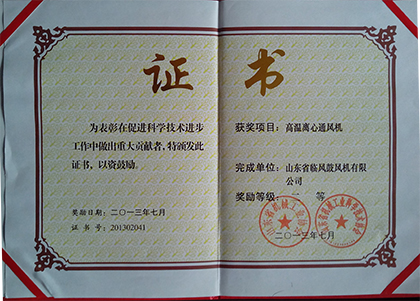 证书
为表彰在促进科学技术进步
工作中做出重大贡献者，特颁发此
证书，以资鼓励。
奖励日期：二〇一三年七月
证 书 号：201302041
获奖项目：高温离心通风机
完成单位：山东省临风鼓风机有限
公司
奖励等级： 等
二〇一三年七月